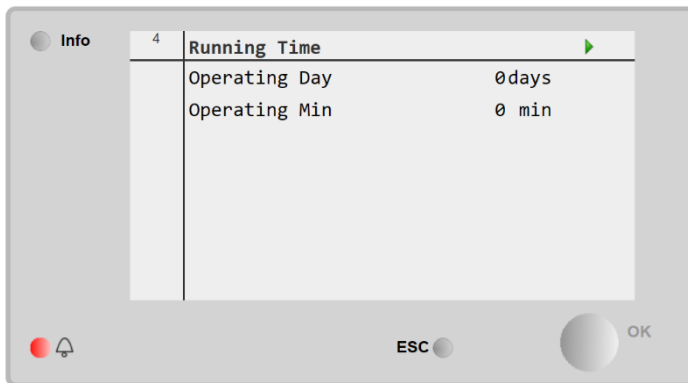 Info
4
Running Time
Operating Day 0days
Operating Min 0 min
ESC
OK